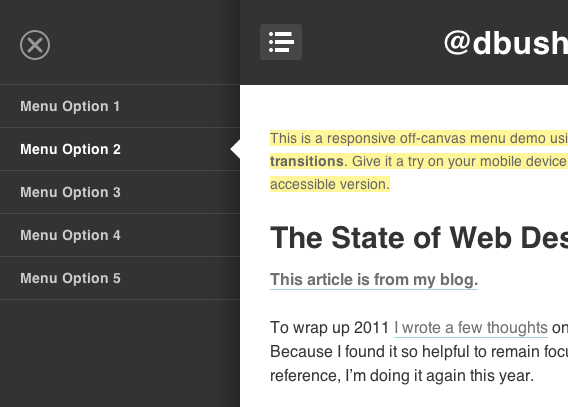 Menu Option 1
Menu Option 2
Menu Option 3
Menu Option 4
Menu Option 5
@dbush
This is a responsive off-canvas menu demo usi
transitions. Give it a try on your mobile device
accessible version.
The State of Web Des
This article is from my blog.
To wrap up 2011 I wrote a few thoughts on
Because I found it so helpful to remain focu
reference, I’m doing it again this year.